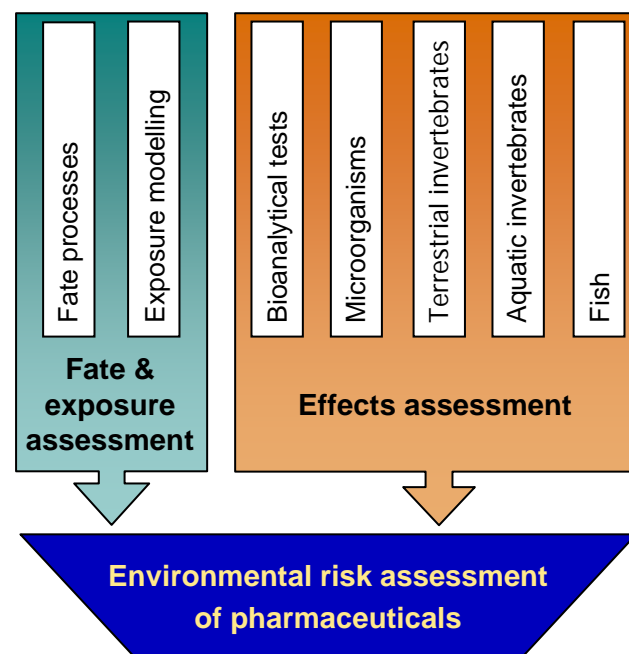 Fate processes
Exposure modelling
Fate &
exposure
assessment
Bioanalytical tests
Microorganisms
Terrestrial invertebrates
Aquatic invertebrates
Fish
Effects assessment
Environmental risk assessment
of pharmaceuticals